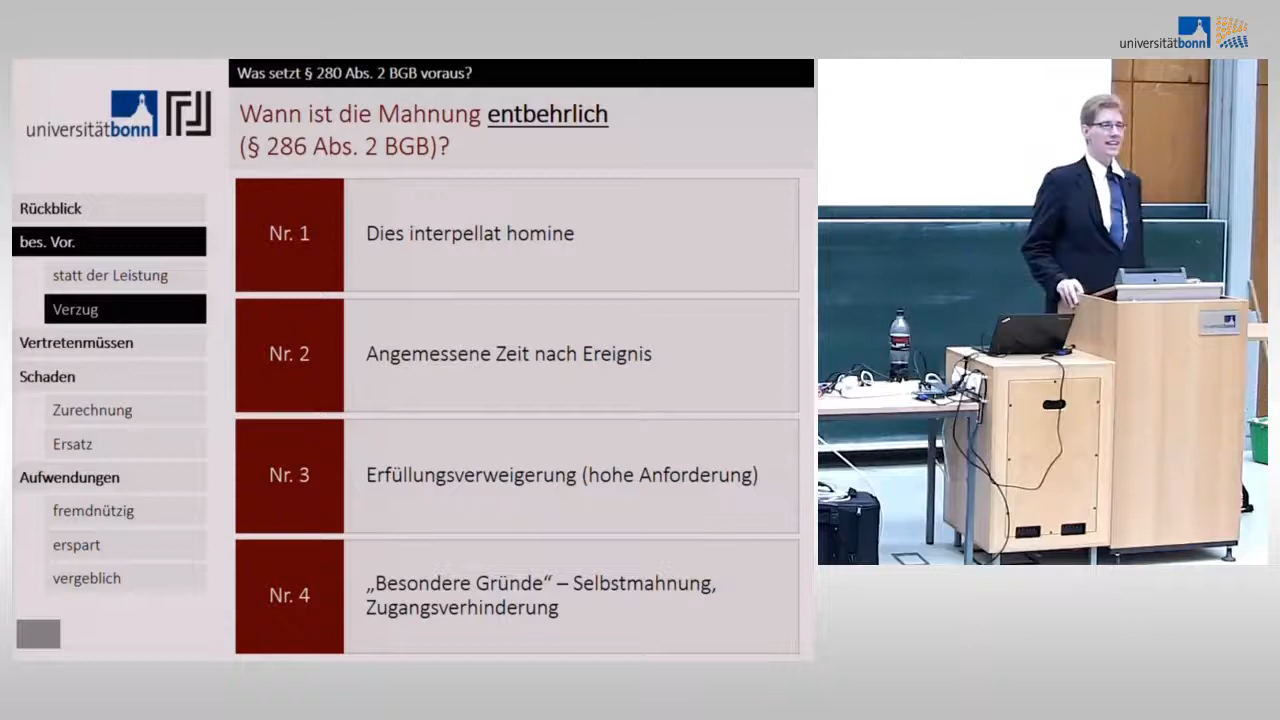 universitätbonn
Was setzt § 280 Abs. 2 BGB voraus?
universitätbonn
Wann ist die Mahnung entbehrlich
(§ 286 Abs. 2 BGB)?
Rückblick
bes. Vor.
statt der Leistung
Verzug
Vertretenmüssen
Schaden
Zurechnung
Ersatz
Aufwendungen
fremdnützig
erspart
vergeblich
Nr. 1
Dies interpellat homine
Nr. 2
Angemessene Zeit nach Ereignis
Nr. 3
Erfüllungsverweigerung (hohe Anforderung)
Nr. 4
„Besondere Gründe“ – Selbstmahnung,
Zugangsverhinderung